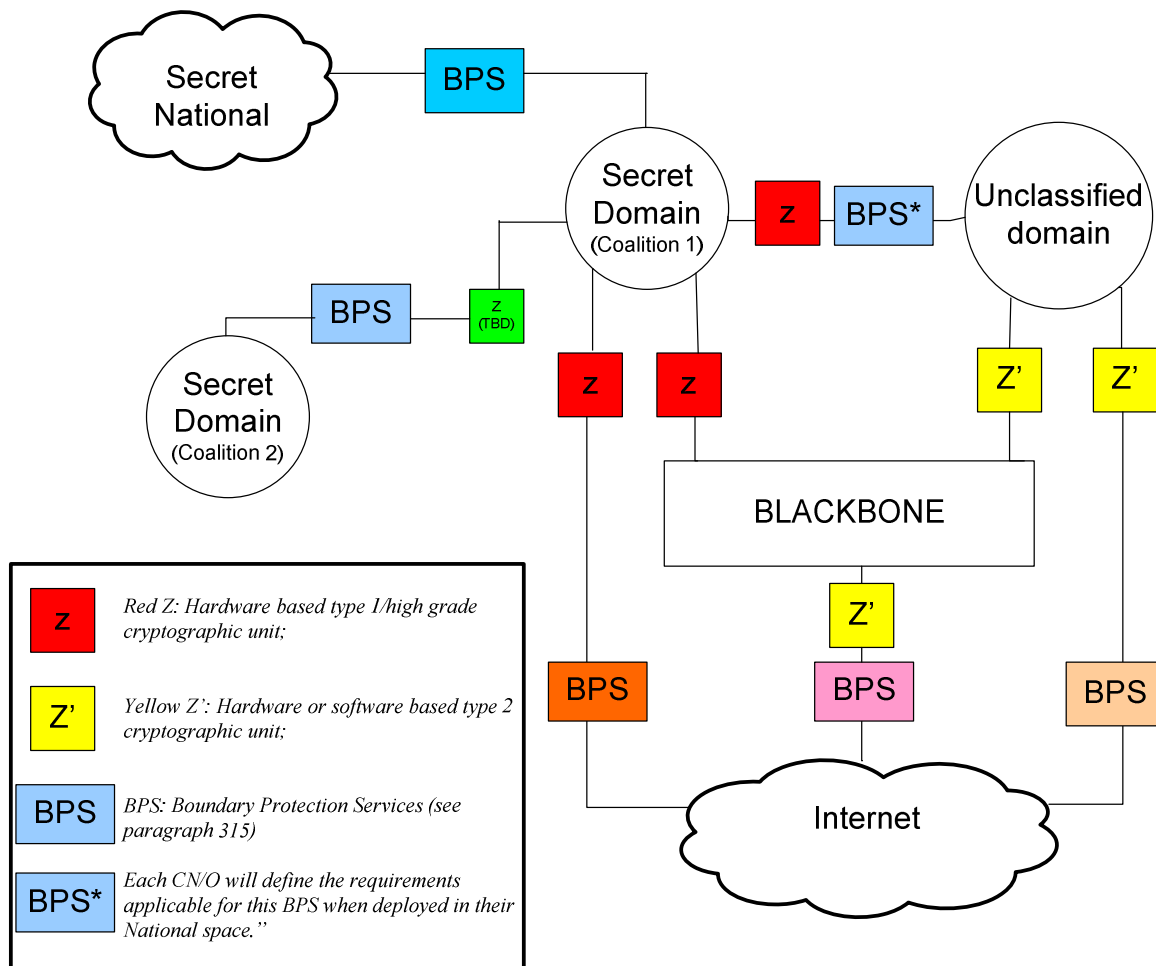 Secret
National
BPS
Secret
Domain
(Coalition 1)
z
BPS*
Unclassified
domain
BPS
Z
(TBD)
Secret
Domain
(Coalition 2)
z
z
Z'
Z'
BLACKBONE
Z'
BPS
BPS
BPS
Internet
z
Red Z: Hardware based type 1/high grade
cryptographic unit;
Z'
Yellow Z': Hardware or software based type 2
cryptographic unit;
BPS
BPS: Boundary Protection Services (see
paragraph 315)
BPS*
Each CN/O will define the requirements
applicable for this BPS when deployed in their
National space.”